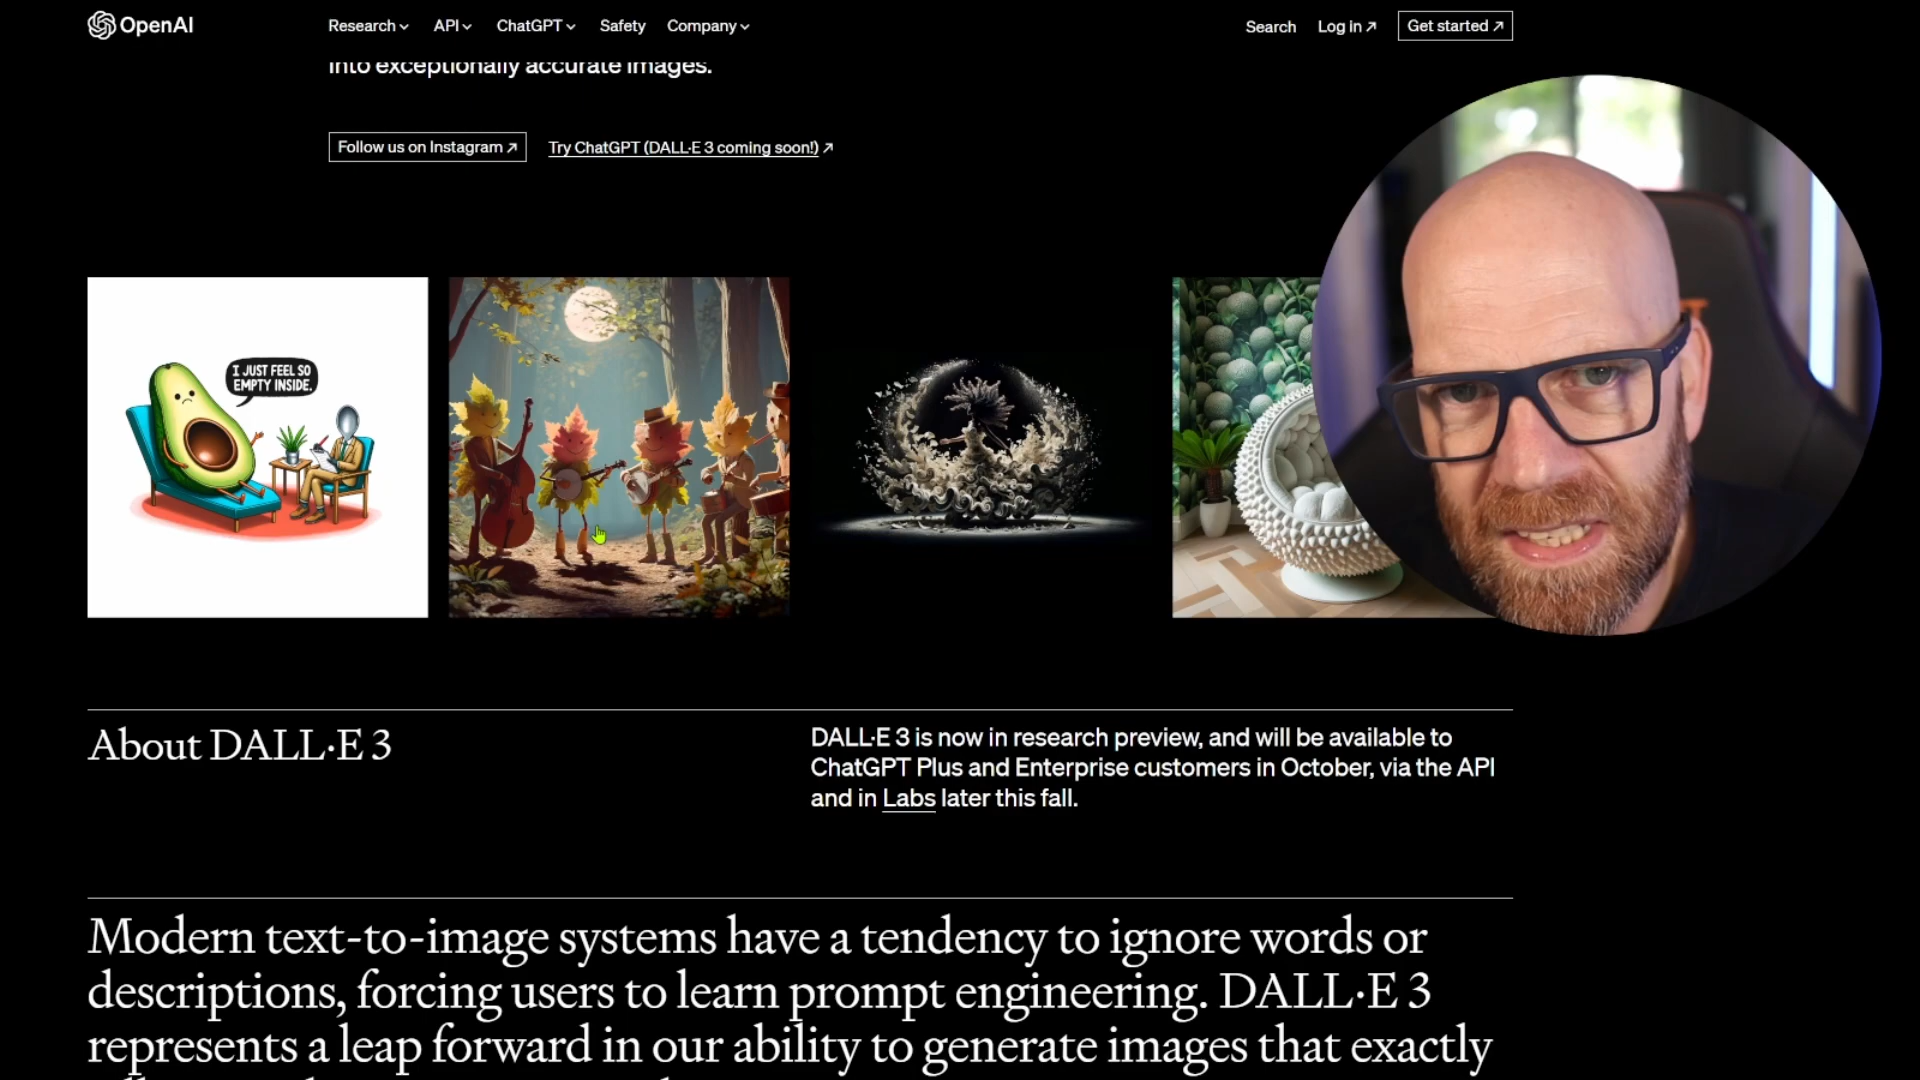 OpenAI
Research
API
ChatGPT
Safety
Company
Search
Log in ↗
Get started ↗
into exceptionally accurate images.
Follow us on Instagram ↗
Try ChatGPT (DALL·E 3 coming soon!) ↗
I JUST FEEL SO
EMPTY INSIDE.
About DALL·E 3
DALL·E 3 is now in research preview, and will be available to
ChatGPT Plus and Enterprise customers in October, via the API
and in Labs later this fall.
Modern text-to-image systems have a tendency to ignore words or
descriptions, forcing users to learn prompt engineering. DALL·E 3
represents a leap forward in our ability to generate images that exactly